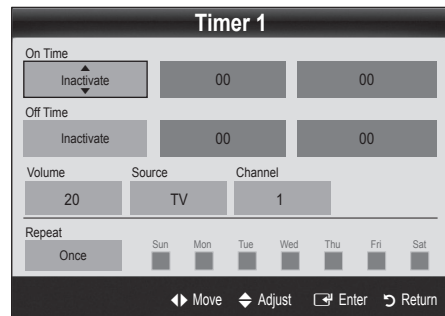 Timer 1
On Time
Inactivate 00 00
Off Time
Inactivate 00 00
Volume Source Channel
20 TV 1
Repeat
Once Sun Mon Tue Wed Thu Fri Sat
Move Adjust Enter Return